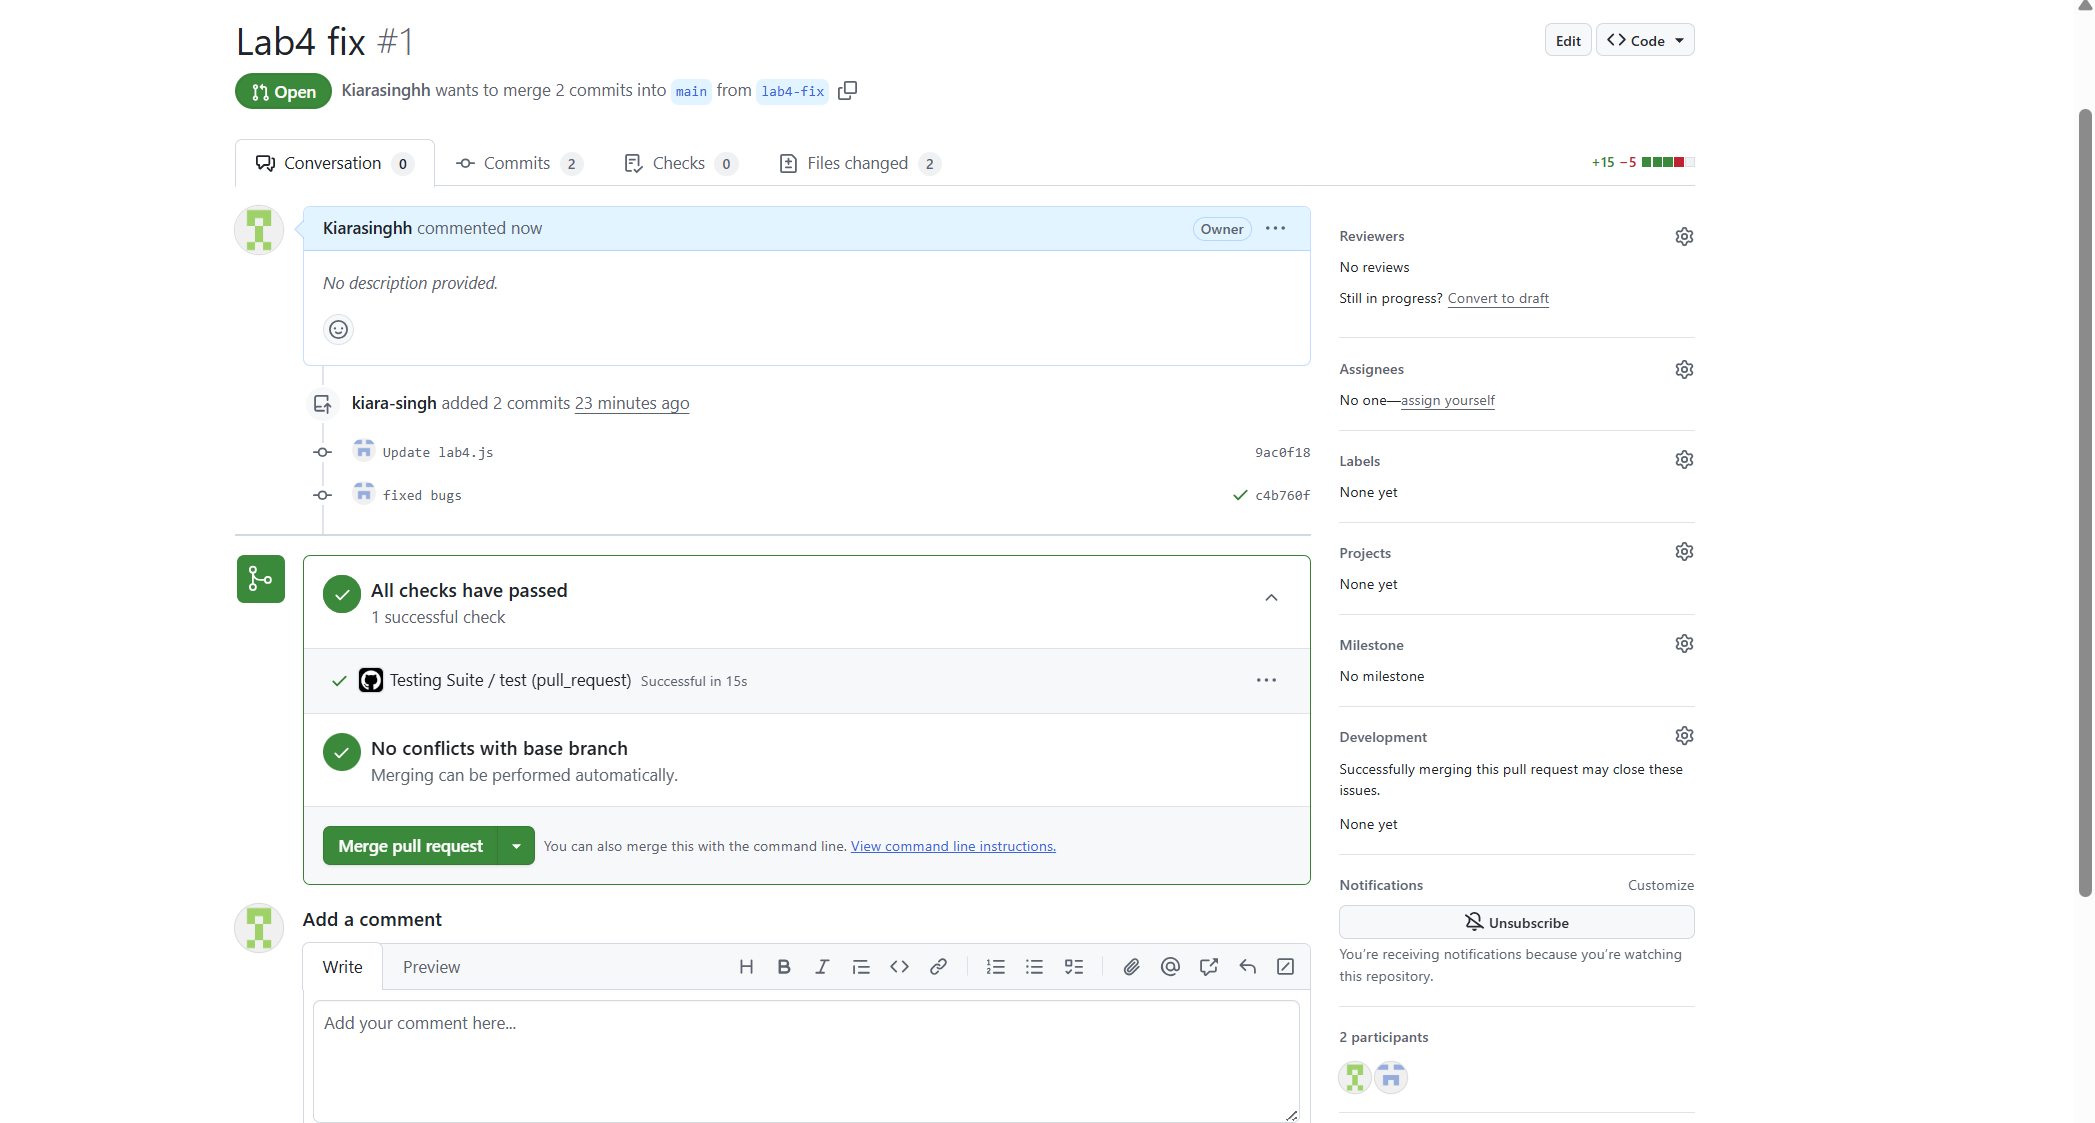 Lab4 fix #1
Edit
Code
Open
Kiarasinghh wants to merge 2 commits into main from lab4-fix
Conversation 0
Commits 2
Checks 0
Files changed 2
+15 −5
Kiarasinghh commented now
Owner
No description provided.
kiara-singh added 2 commits 23 minutes ago
Update lab4.js
9ac0f18
fixed bugs
c4b760f
All checks have passed
1 successful check
Testing Suite / test (pull_request) Successful in 15s
No conflicts with base branch
Merging can be performed automatically.
Merge pull request
You can also merge this with the command line. View command line instructions.
Add a comment
Write
Preview
Add your comment here...
Reviewers
No reviews
Still in progress? Convert to draft
Assignees
No one—assign yourself
Labels
None yet
Projects
None yet
Milestone
No milestone
Development
Successfully merging this pull request may close these
issues.
None yet
Notifications
Customize
Unsubscribe
You’re receiving notifications because you’re watching
this repository.
2 participants